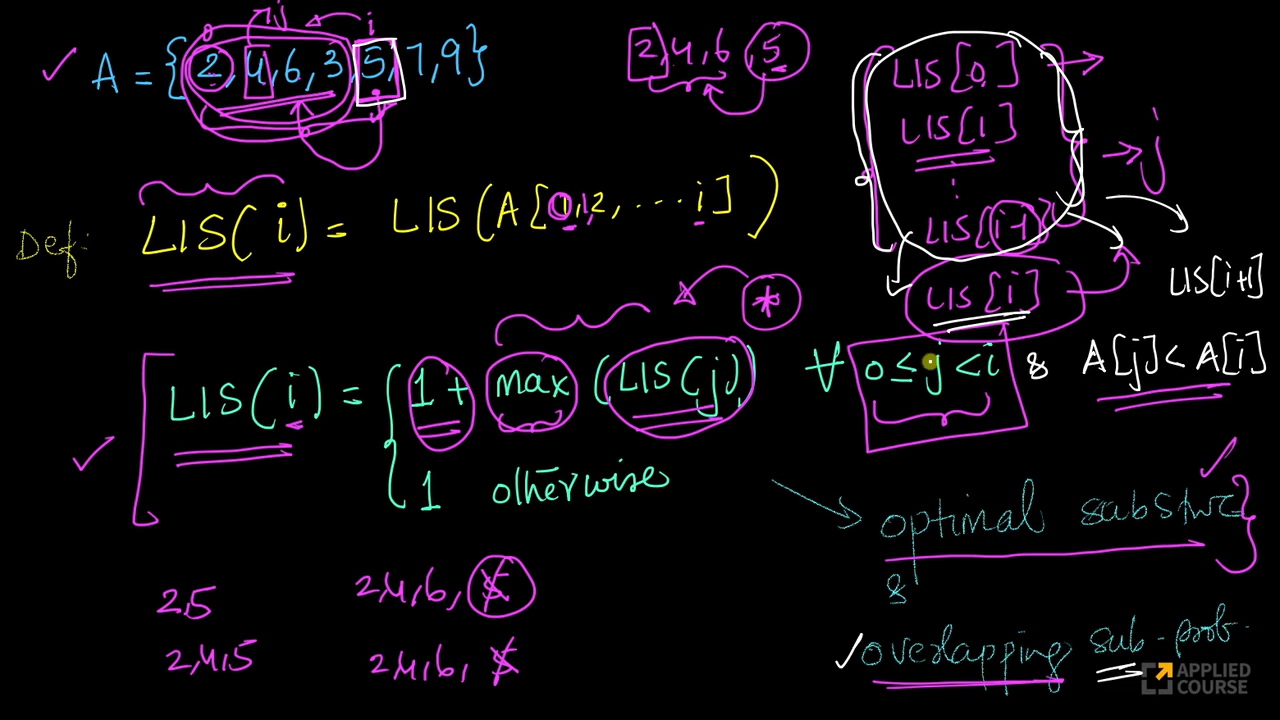 A = {2, 4, 6, 3, 5, 7, 9}
0 j i
2, 4, 6, 5
LIS[0]
LIS[1]
j
LIS[i-1]
LIS[i]
LIS[i+1]
Def: LIS(i) = LIS(A[0,1,2, ... i])
*
LIS(i) = { 1 + max (LIS(j)) ∀ 0 ≤ j < i & A[j] < A[i]
1 otherwise
optimal substruc
&
overlapping sub-prob.
2,5
2,4,6, 5
2,4,5
2,4,6, 5
APPLIED
COURSE